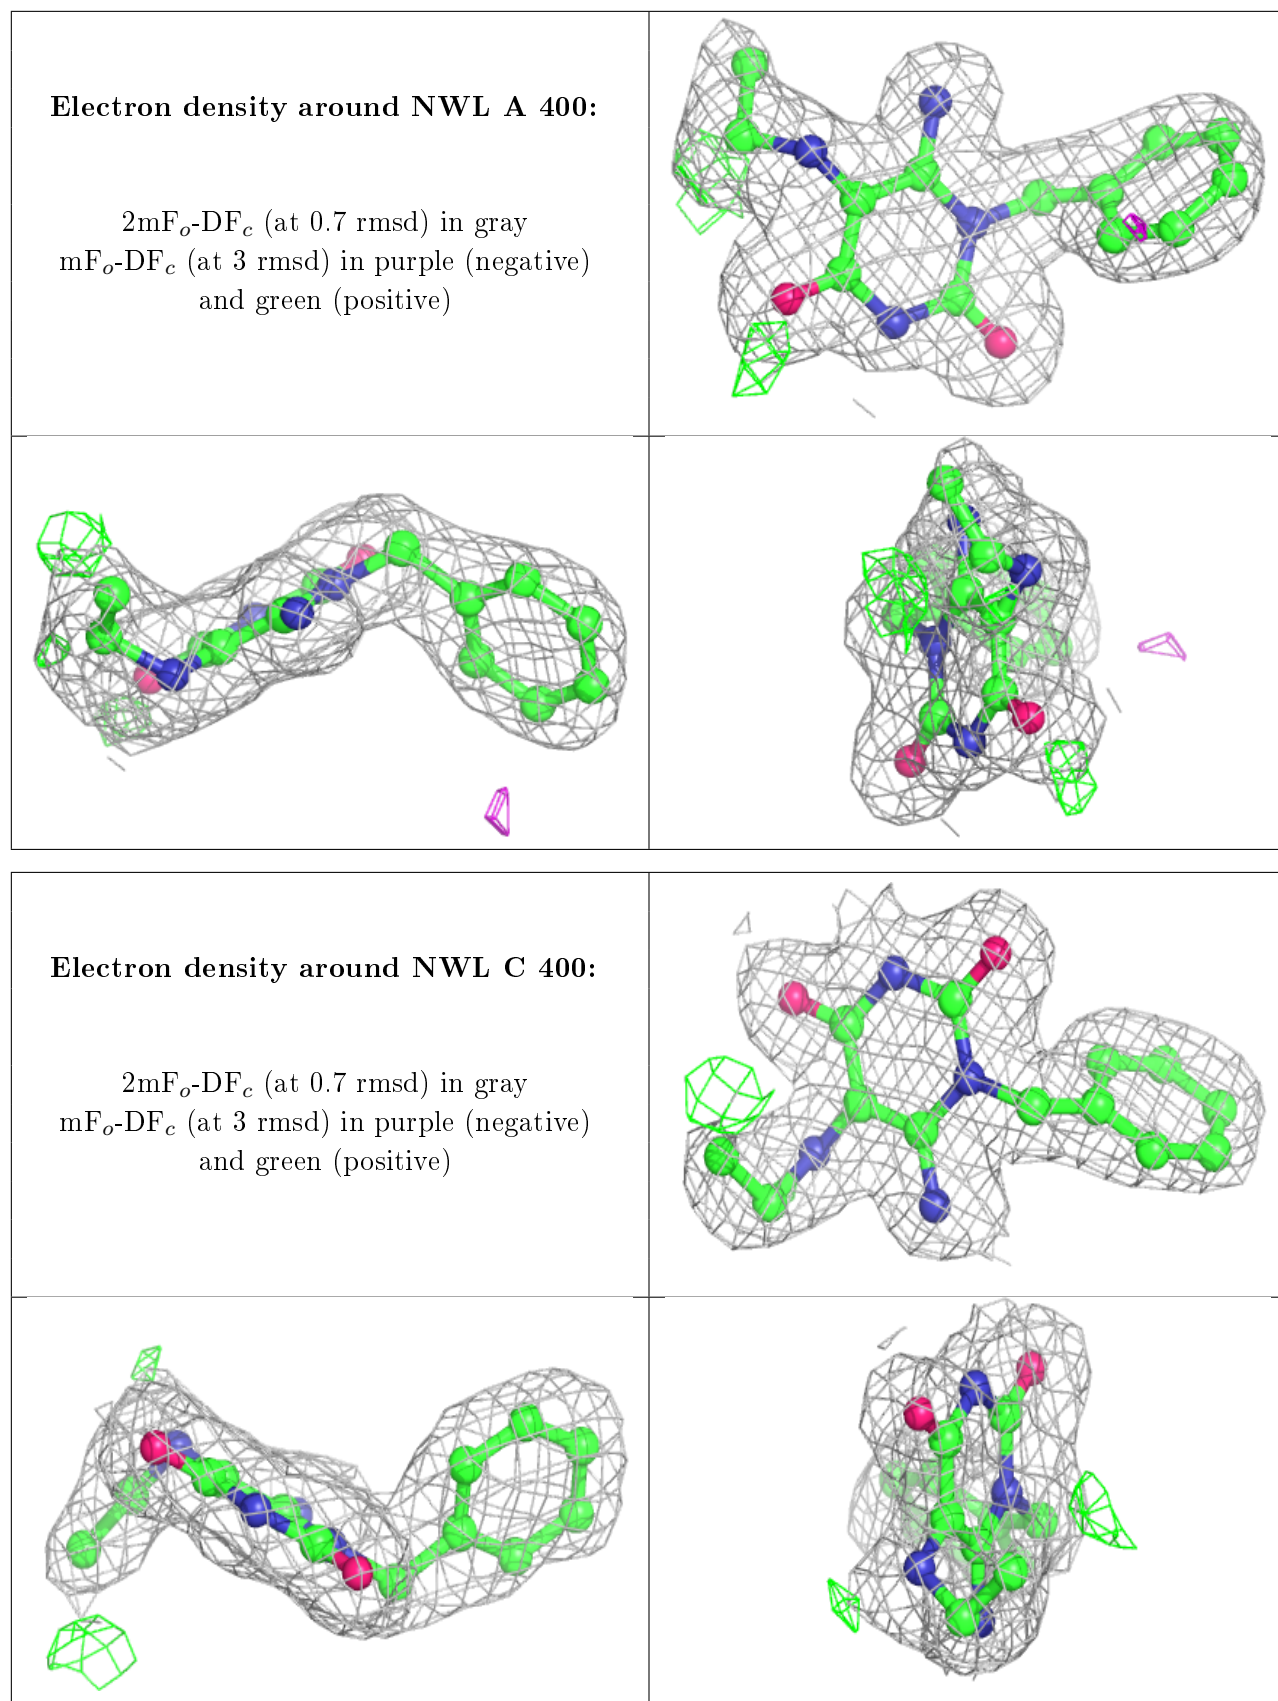 Electron density around NWL A 400:
2mFo-DFc (at 0.7 rmsd) in gray
mFo-DFc (at 3 rmsd) in purple (negative)
and green (positive)
Electron density around NWL C 400:
2mFo-DFc (at 0.7 rmsd) in gray
mFo-DFc (at 3 rmsd) in purple (negative)
and green (positive)